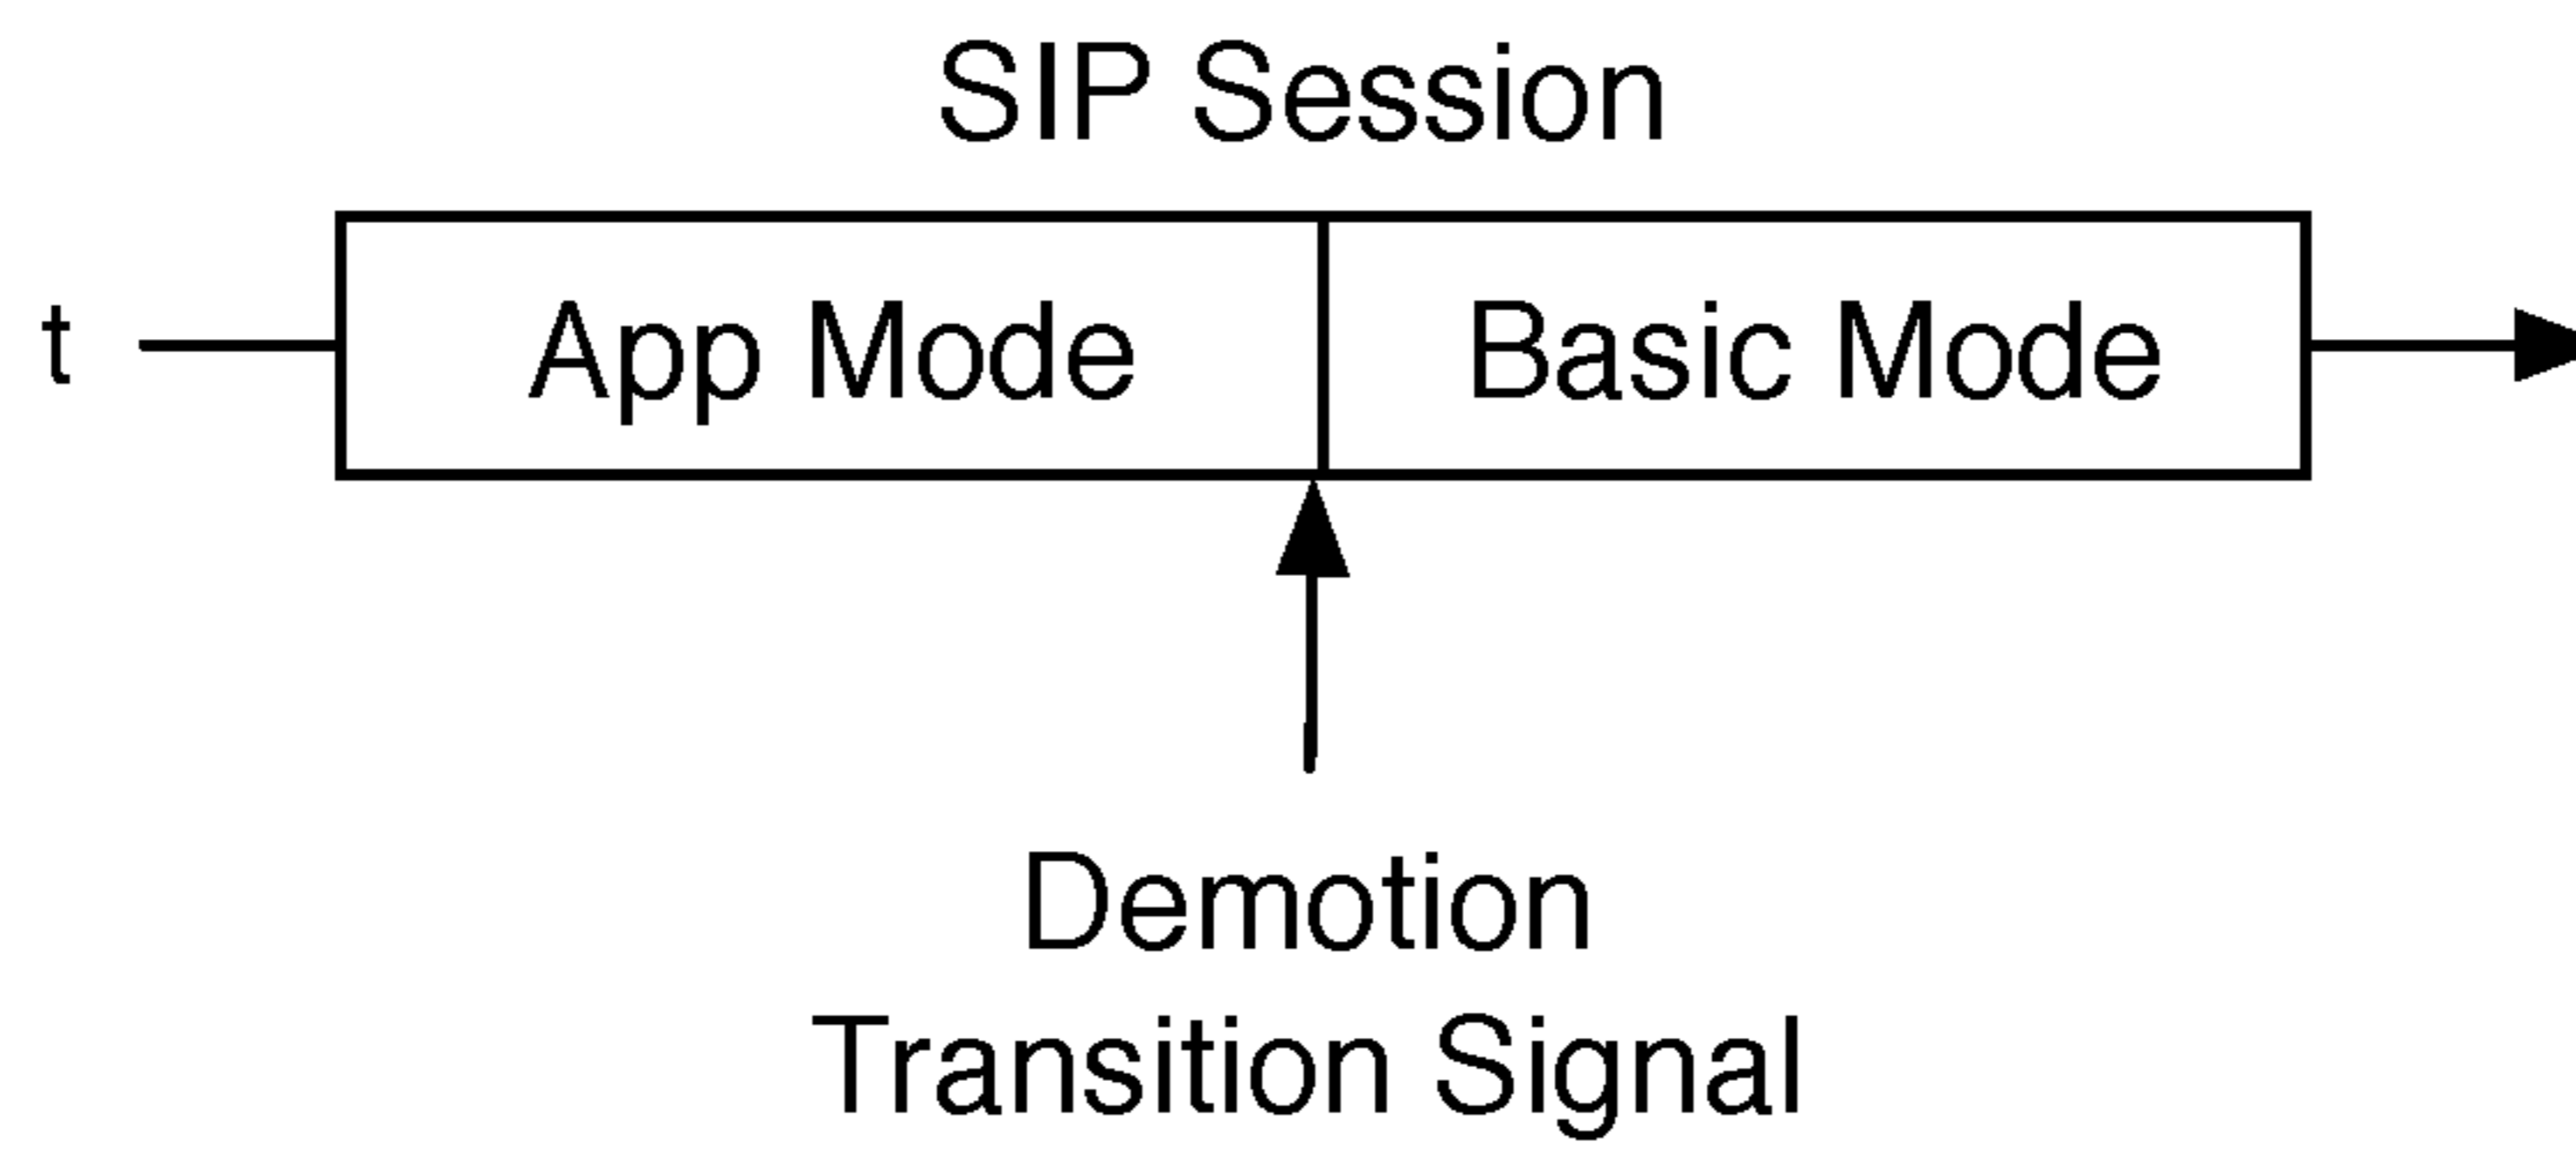 SIP Session
t
App Mode
Basic Mode
Demotion
Transition Signal